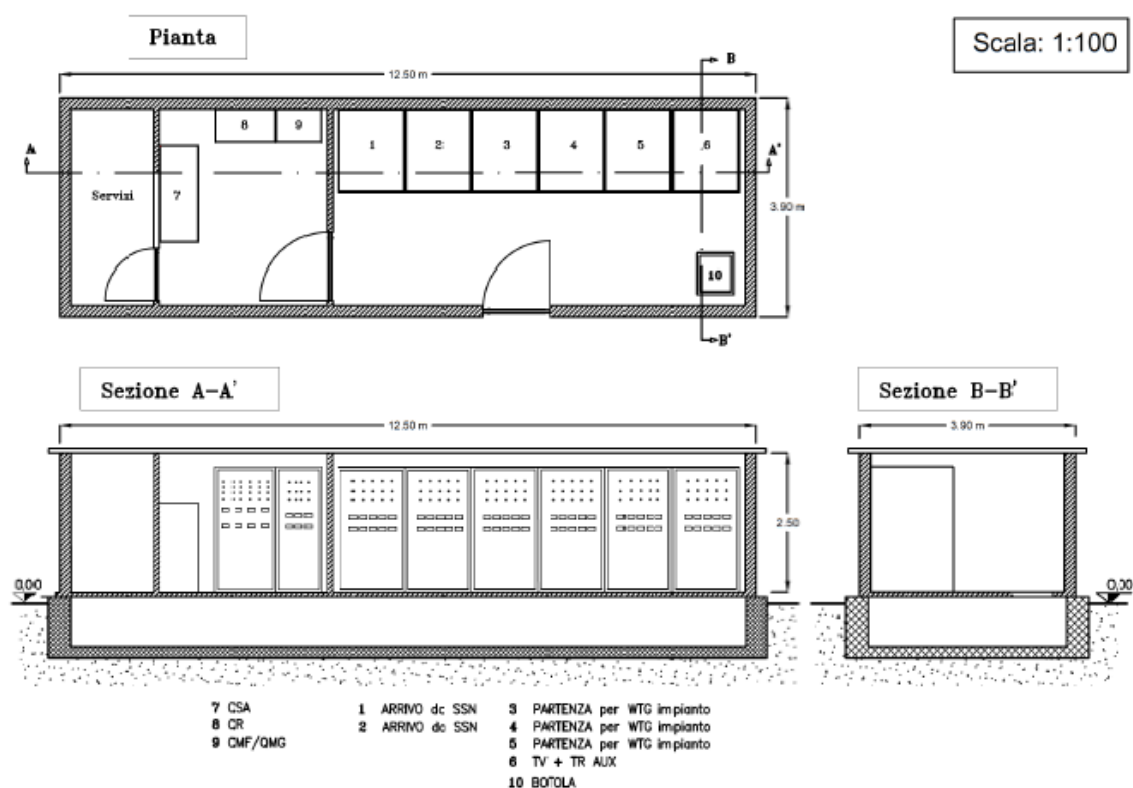 Pianta
Scala: 1:100
B
12.50 m
8 9
1 2 3 4 5 6
A A'
Servizi 7
3.90 m
10
B'
Sezione A-A'
Sezione B-B'
12.50 m
3.90 m
2.50
0.00
0,00
7 CSA
8 QR
9 CMF/QMG
1 ARRIVO da SSN
2 ARRIVO da SSN
3 PARTENZA per WTG impianto
4 PARTENZA per WTG impianto
5 PARTENZA per WTG impianto
6 TV + TR AUX
10 BOTOLA